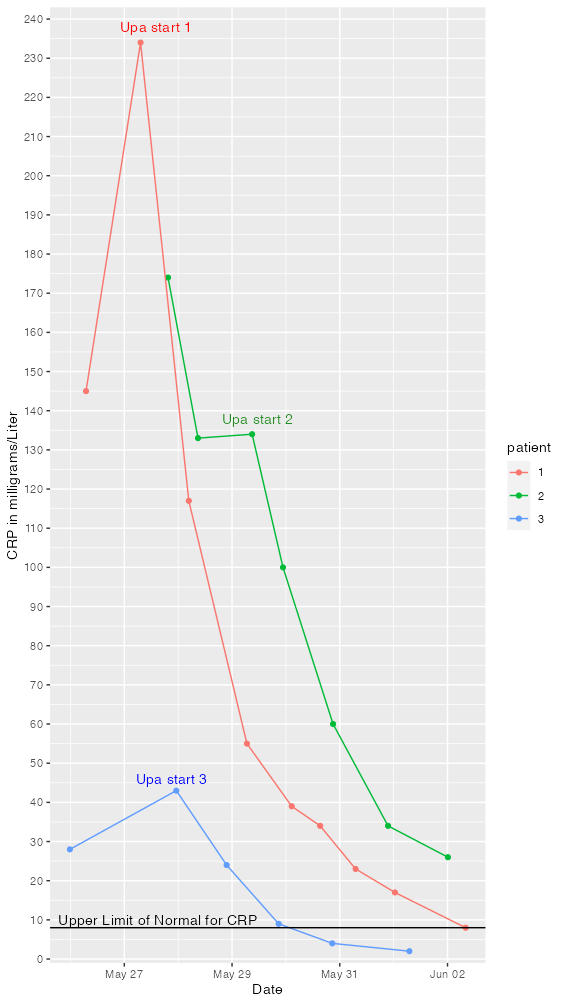 Upa start 1
240
230
220
210
200
190
180
170
160
150
140
130
120
110
100
90
80
70
60
50
40
30
20
10
0
CRP in milligrams/Liter
Upa start 2
Upa start 3
Upper Limit of Normal for CRP
May 27
May 29
May 31
Jun 02
Date
patient
1
2
3